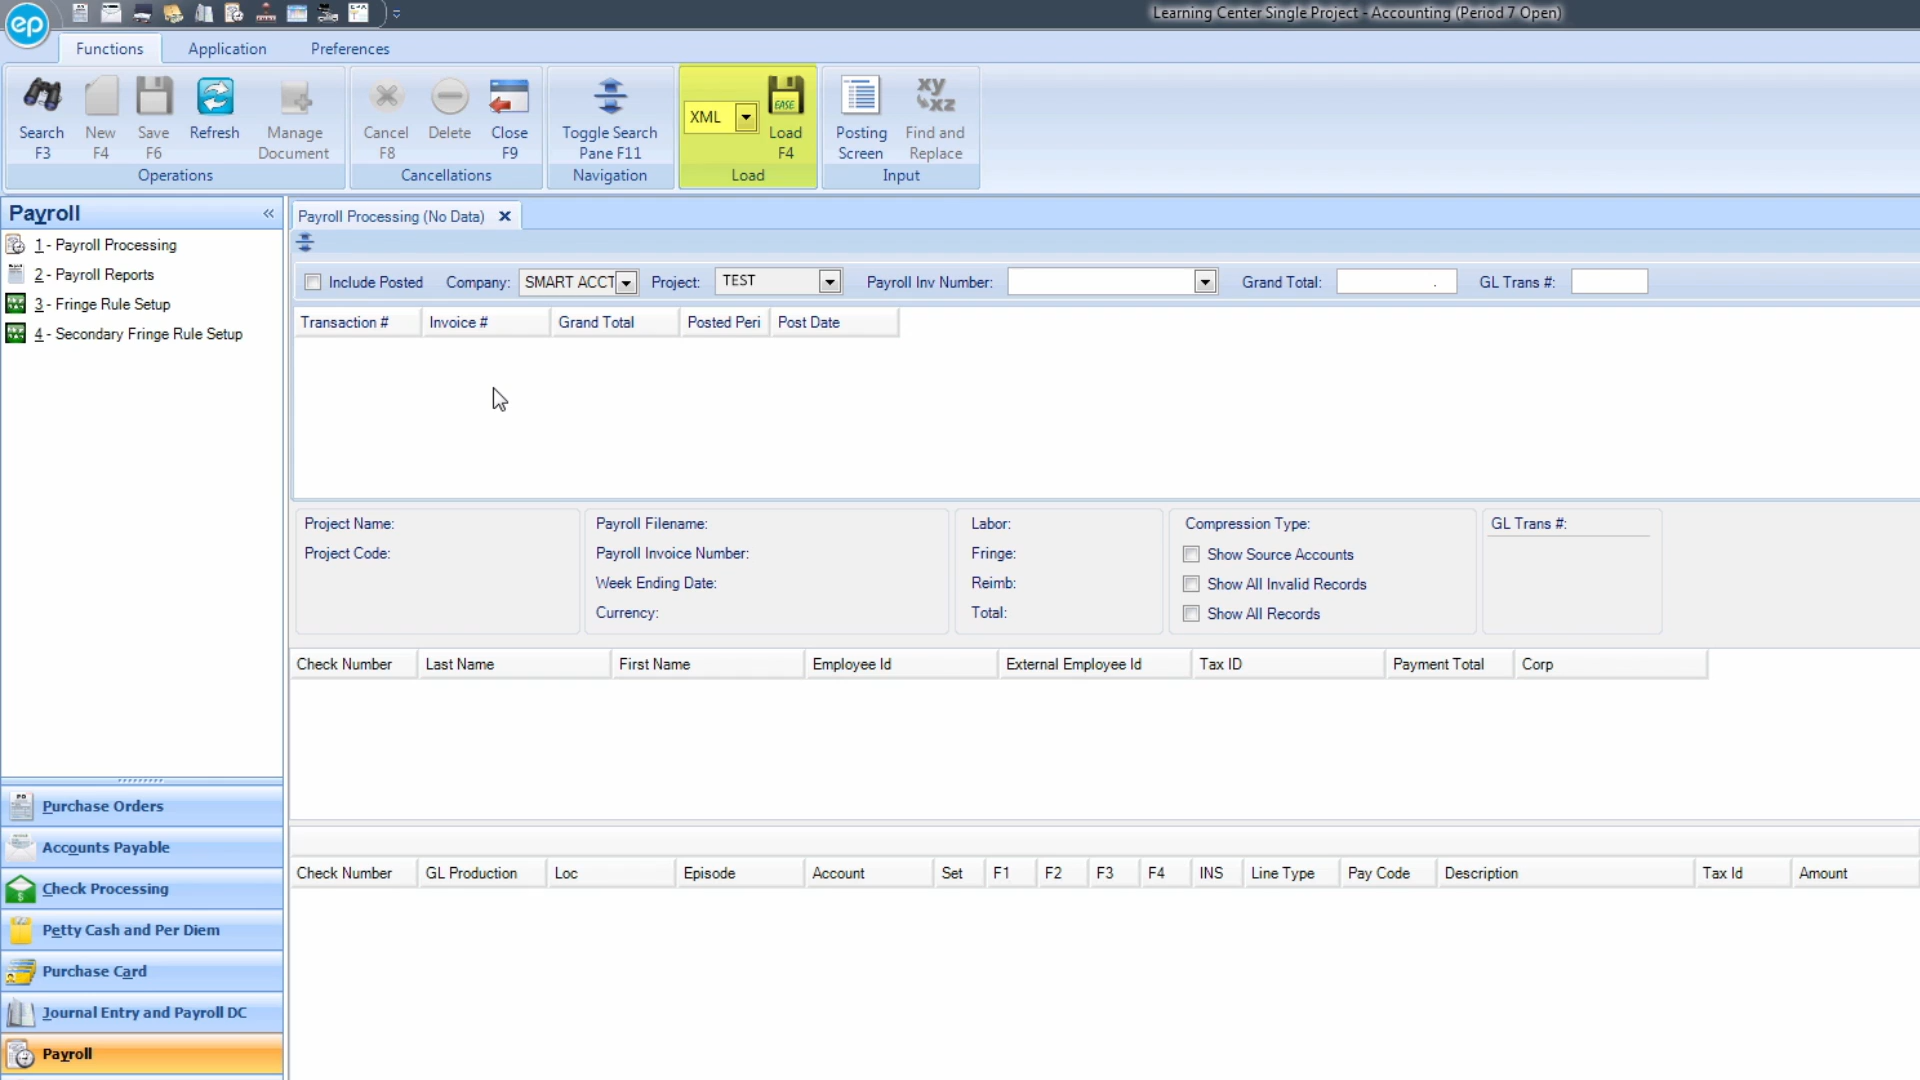 Learning Center Single Project - Accounting (Period 7 Open)
ep
Functions Application Preferences
Search F3
New F4
Save F6
Refresh
Manage Document
Operations
Cancel F8
Delete
Close F9
Cancellations
Toggle Search Pane F11
Navigation
XML
EASE
Load F4
Load
Posting Screen
xy xz
Find and Replace
Input
Payroll «
1 - Payroll Processing
2 - Payroll Reports
3 - Fringe Rule Setup
4 - Secondary Fringe Rule Setup
Purchase Orders
Accounts Payable
Check Processing
Petty Cash and Per Diem
Purchase Card
Journal Entry and Payroll DC
Payroll
Payroll Processing (No Data)
Include Posted Company: SMART ACCT Project: TEST Payroll Inv Number: Grand Total: . GL Trans #:
Transaction # Invoice # Grand Total Posted Peri Post Date
Project Name:
Project Code:
Payroll Filename:
Payroll Invoice Number:
Week Ending Date:
Currency:
Labor:
Fringe:
Reimb:
Total:
Compression Type:
Show Source Accounts
Show All Invalid Records
Show All Records
GL Trans #:
Check Number Last Name First Name Employee Id External Employee Id Tax ID Payment Total Corp
Check Number GL Production Loc Episode Account Set F1 F2 F3 F4 INS Line Type Pay Code Description Tax Id Amount